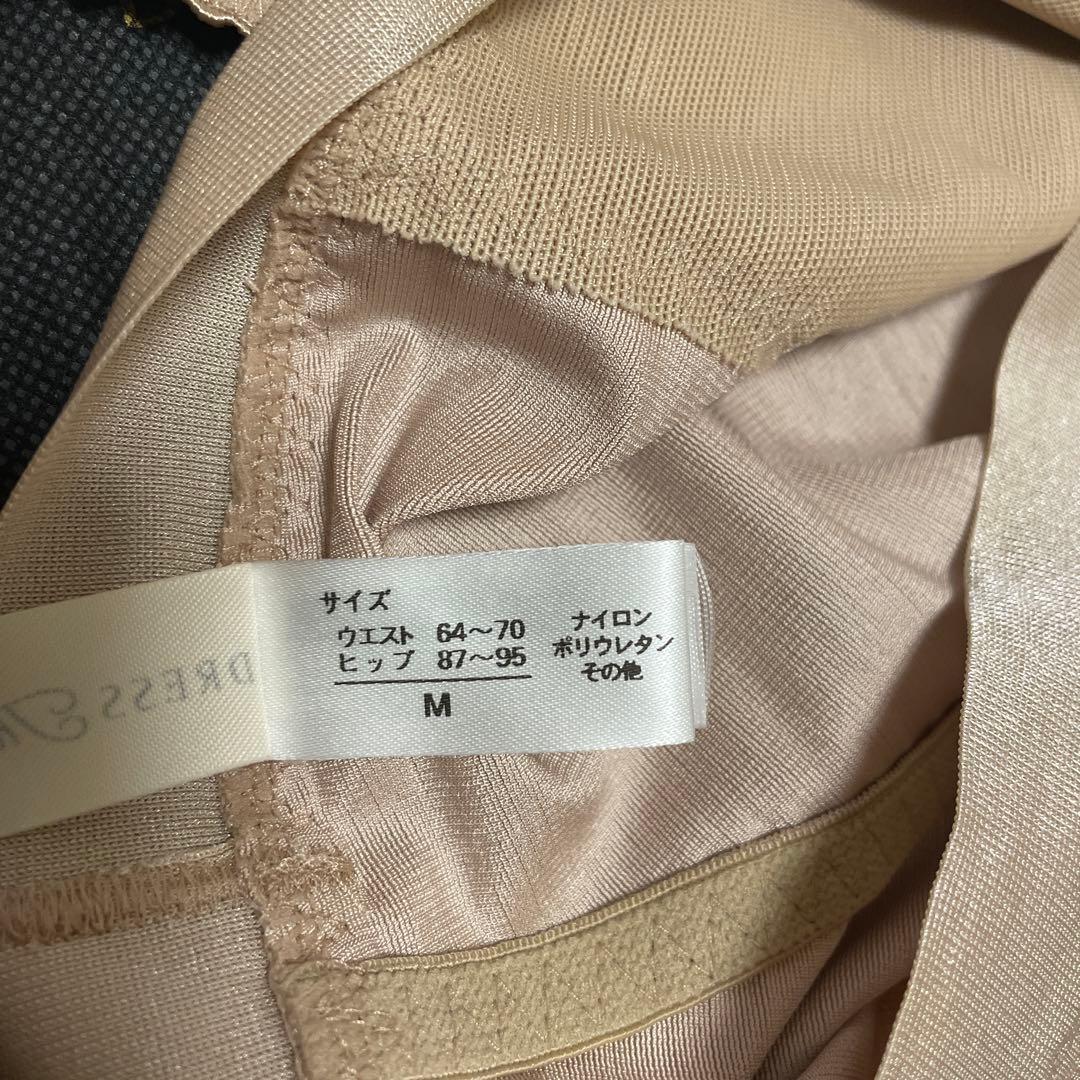 サイズ
ウエスト 64〜70
ヒップ 87〜95
M
ナイロン
ポリウレタン
その他
DRESS